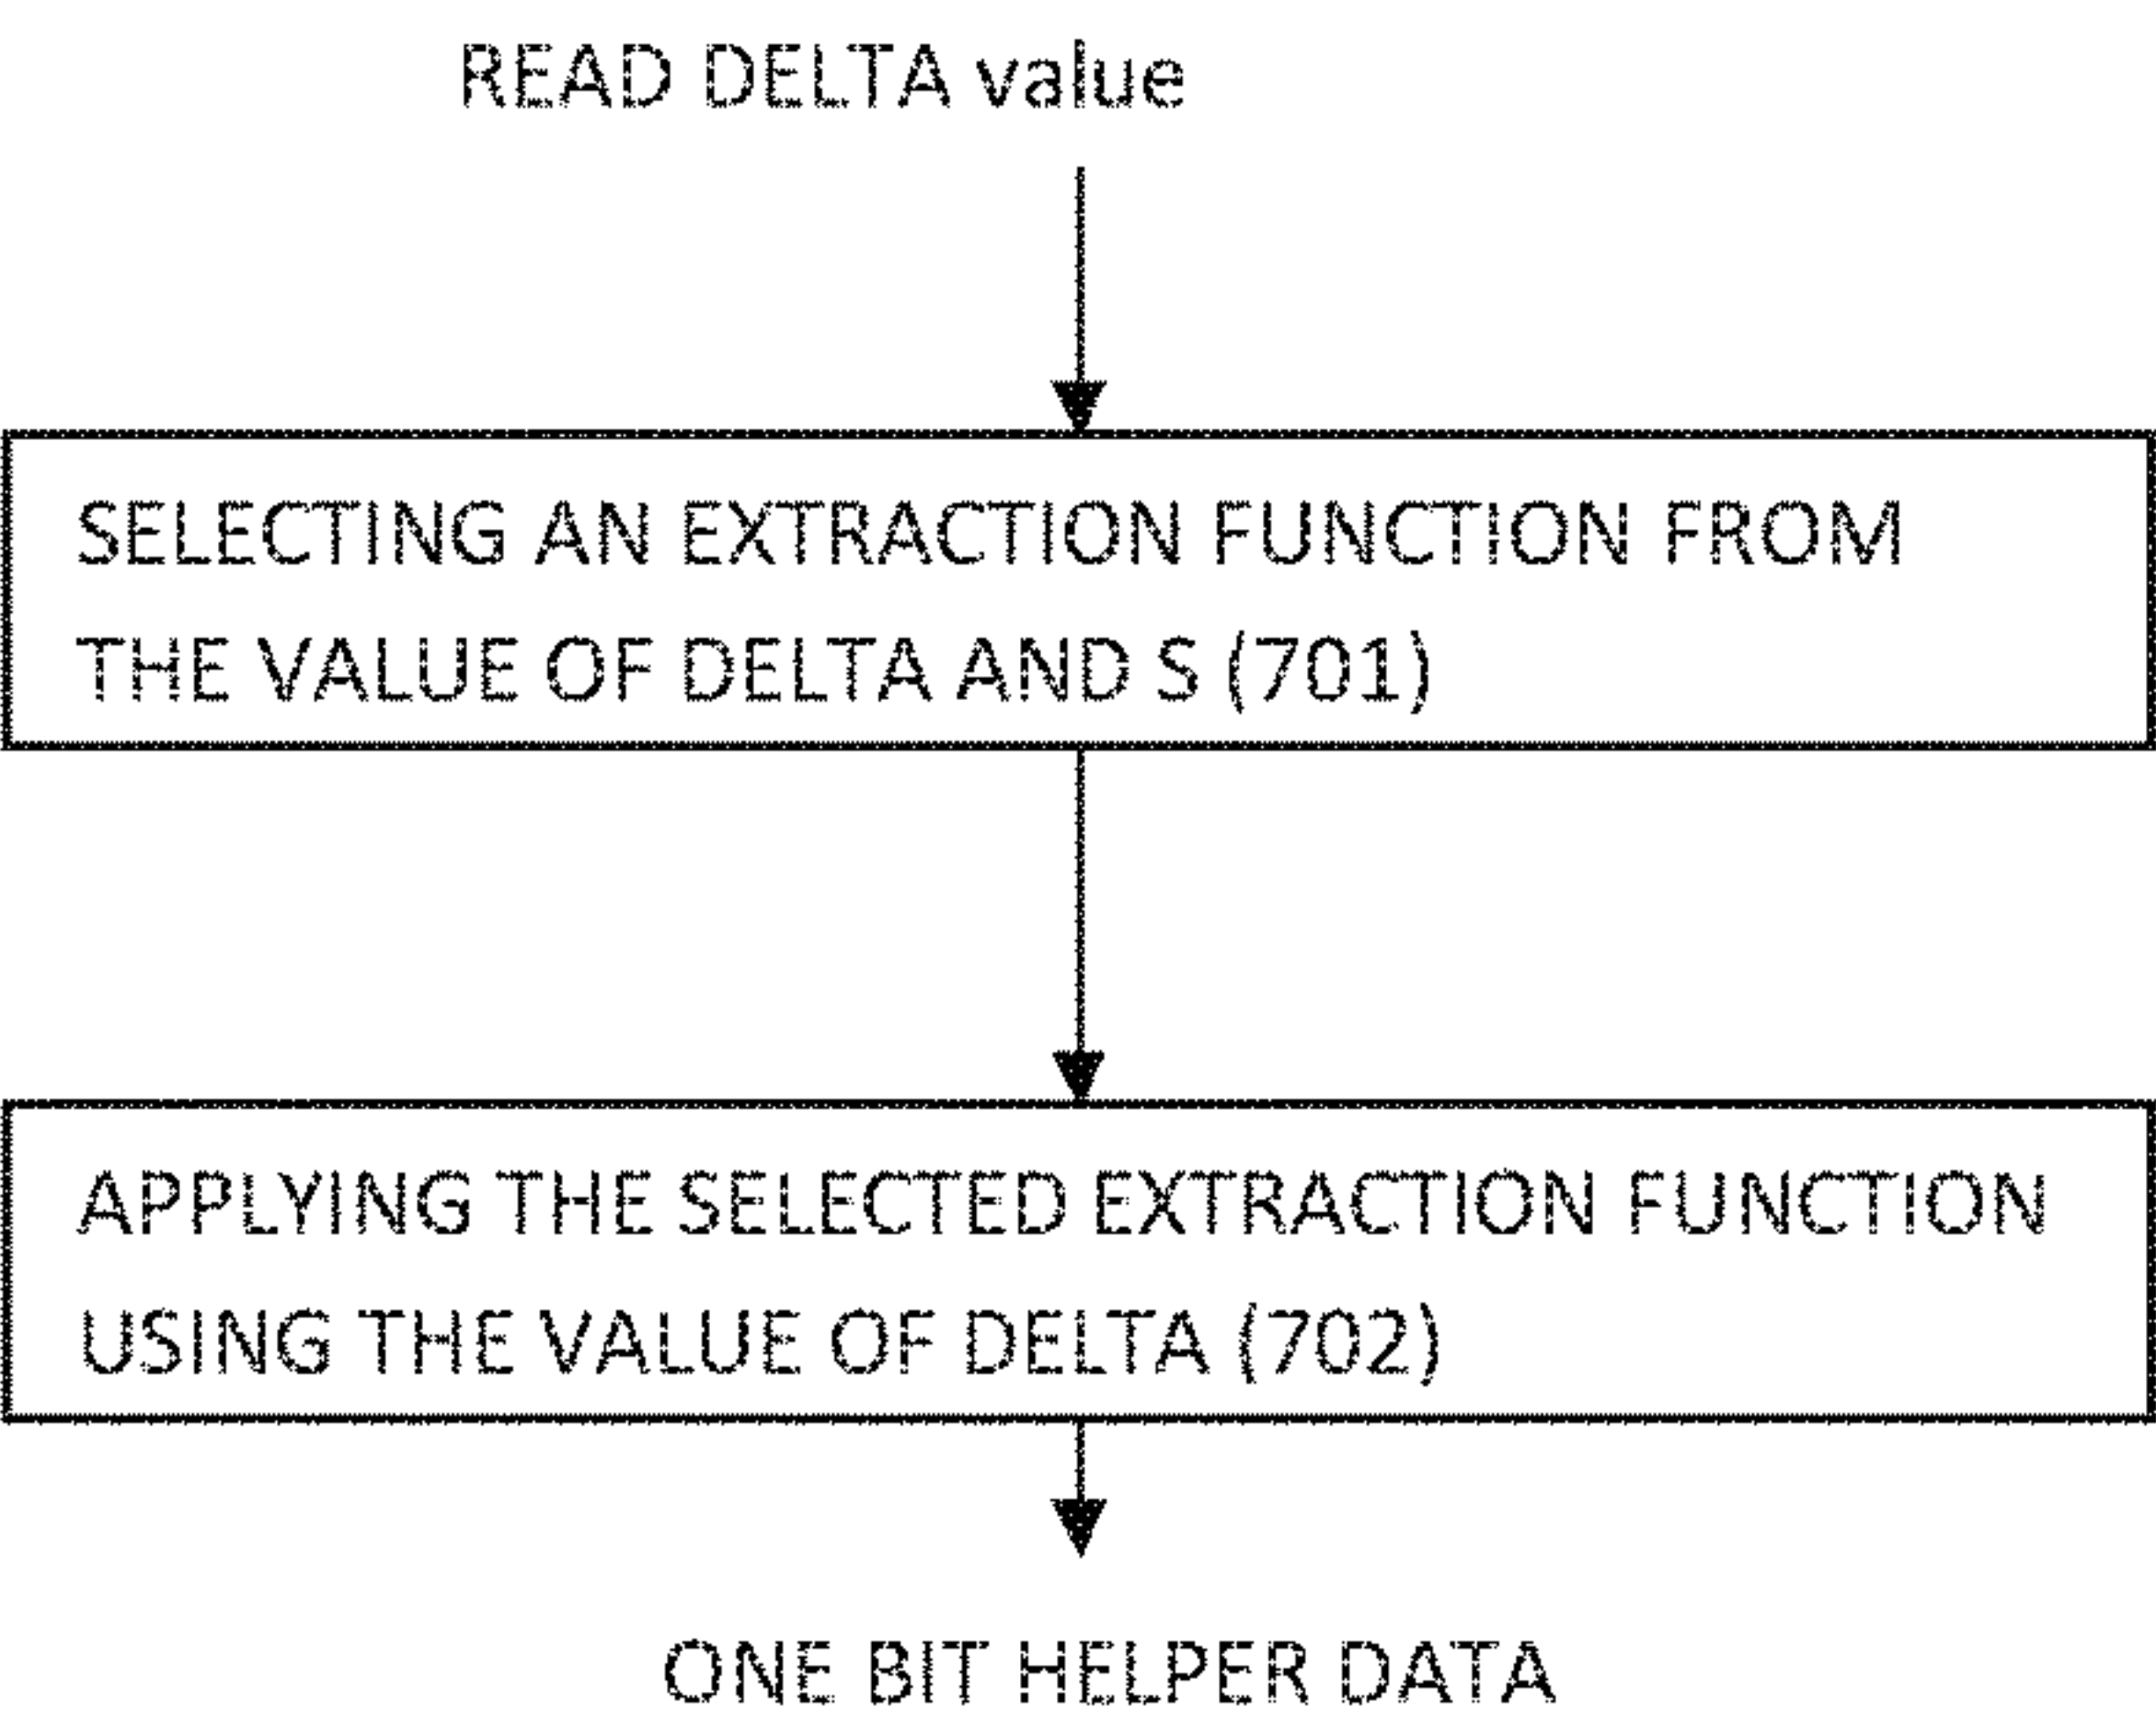 READ DELTA value
SELECTING AN EXTRACTION FUNCTION FROM
THE VALUE OF DELTA AND S (701)
APPLYING THE SELECTED EXTRACTION FUNCTION
USING THE VALUE OF DELTA (702)
ONE BIT HELPER DATA